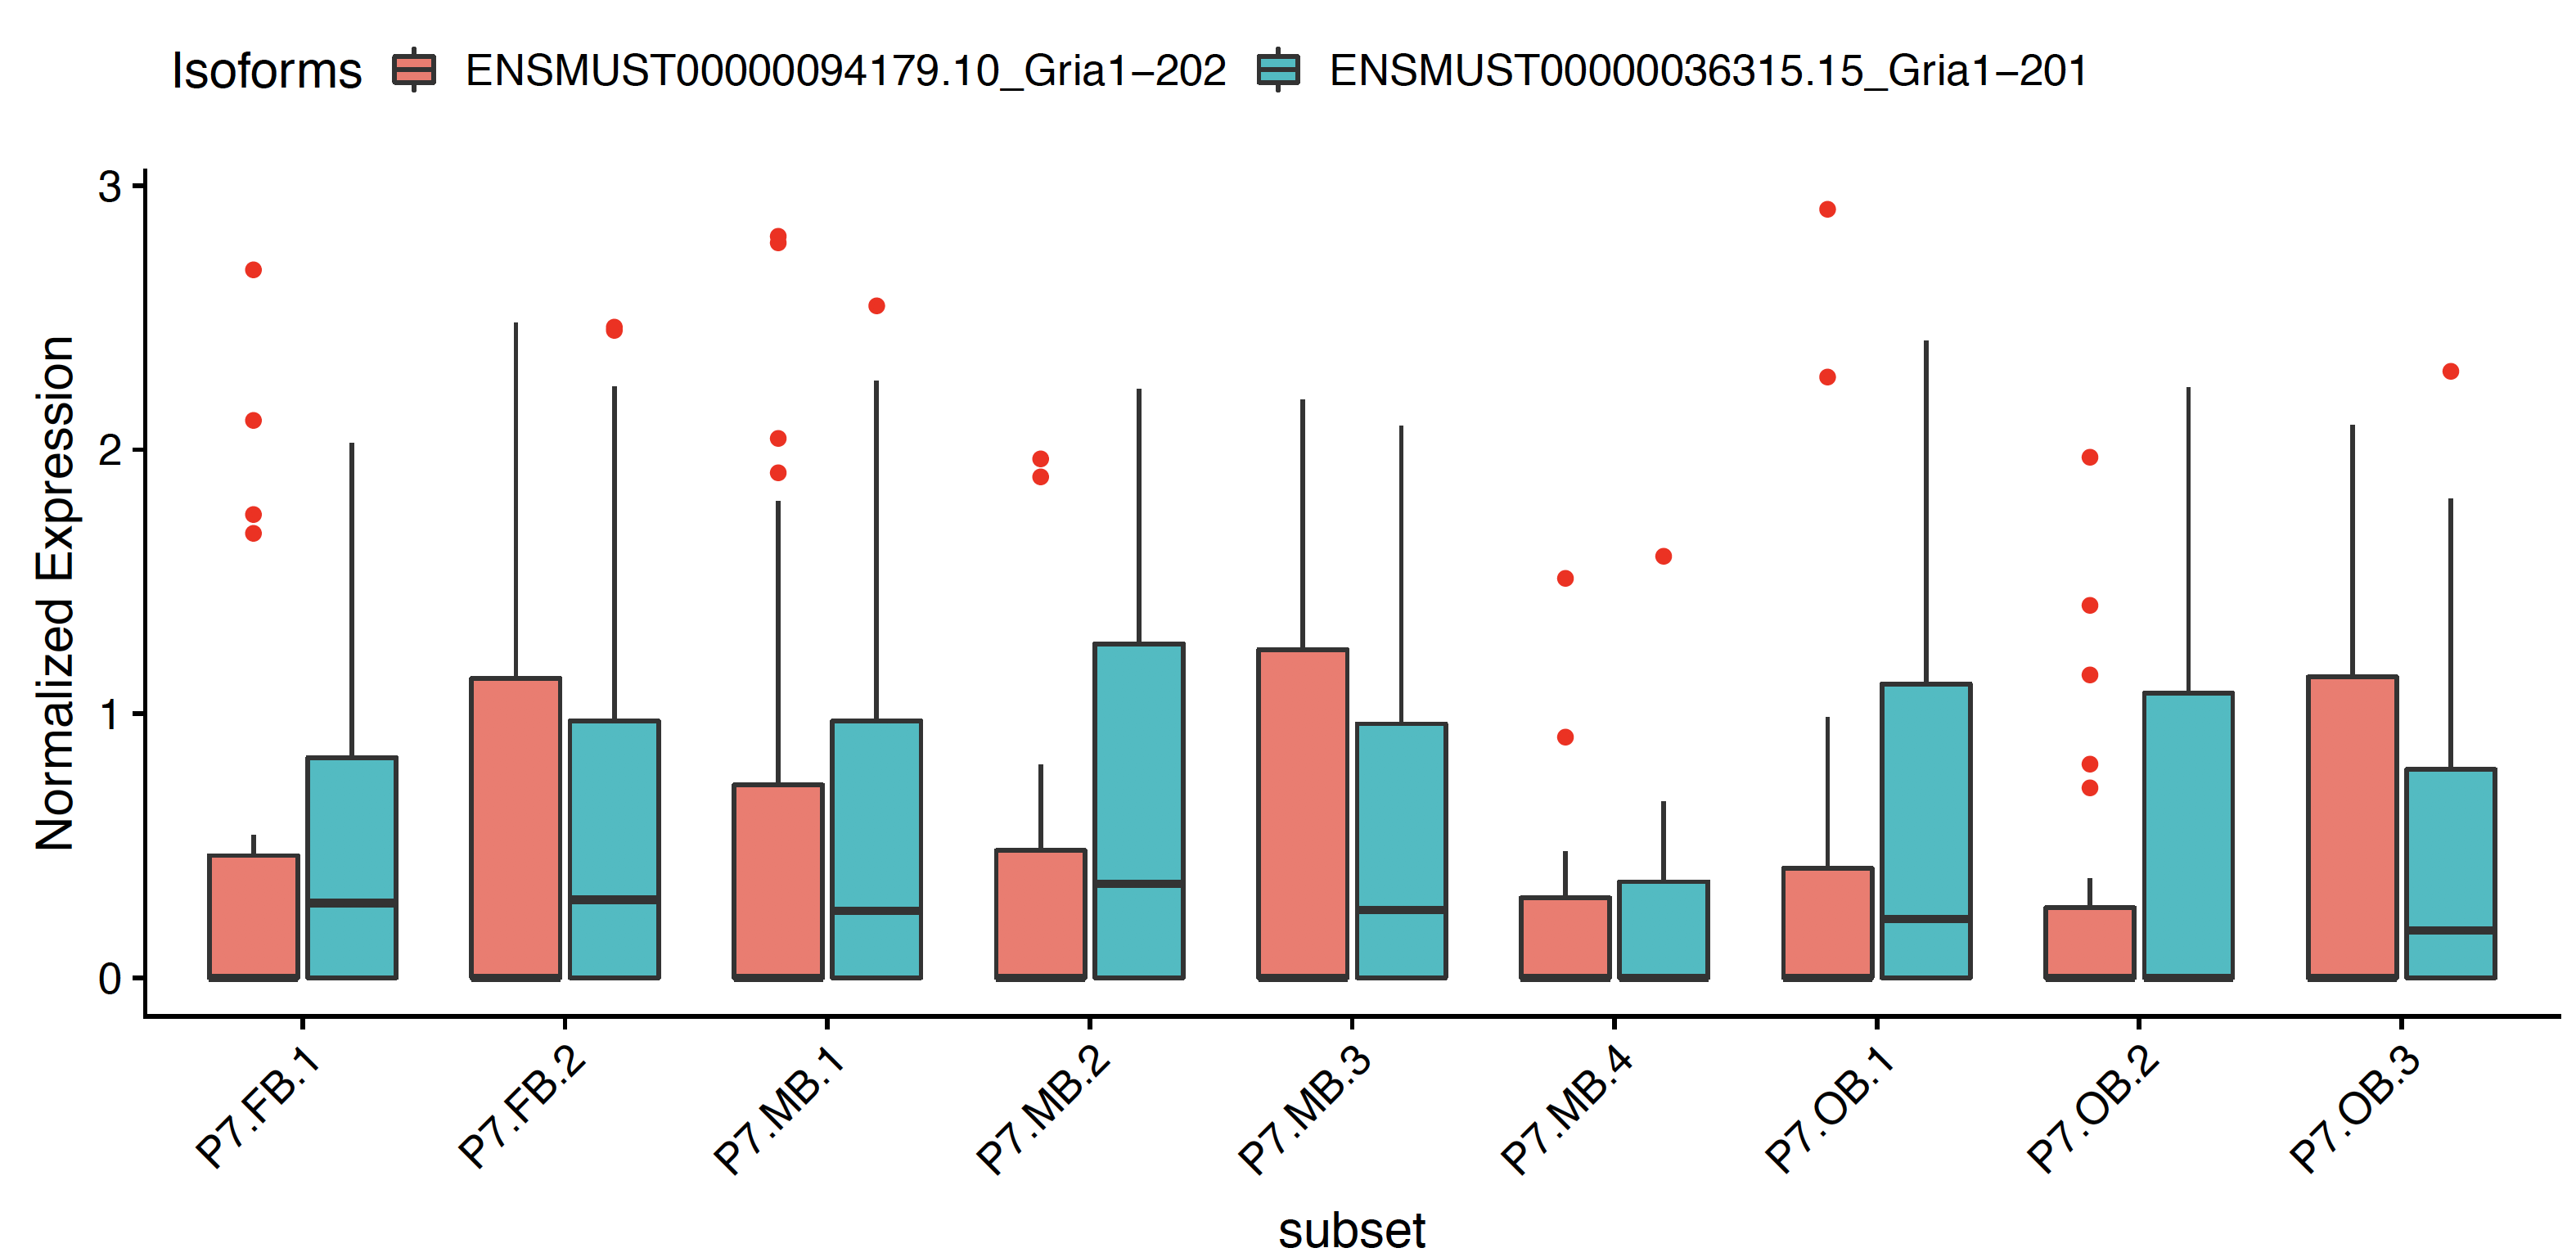 Isoforms ENSMUST00000094179.10_Gria1−202 ENSMUST00000036315.15_Gria1−201
3
2
1
0
Normalized Expression
P7.FB.1
P7.FB.2
P7.MB.1
P7.MB.2
P7.MB.3
P7.MB.4
P7.OB.1
P7.OB.2
P7.OB.3
subset